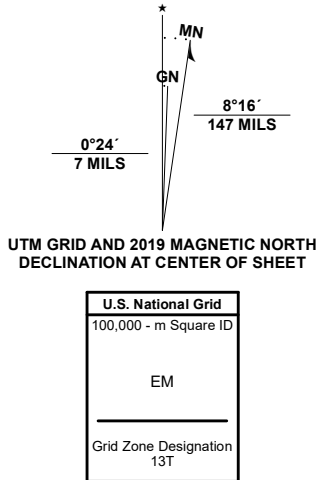 MN
GN
8°16´
147 MILS
0°24´
7 MILS
UTM GRID AND 2019 MAGNETIC NORTH
DECLINATION AT CENTER OF SHEET
U.S. National Grid
100,000 - m Square ID
EM
Grid Zone Designation
13T